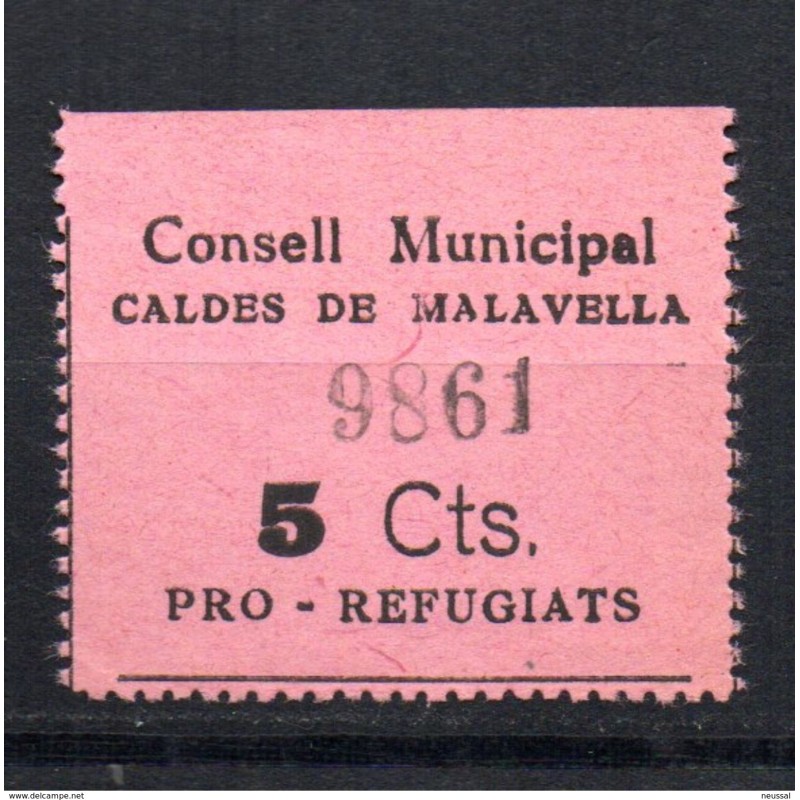 Consell Municipal
CALDES DE MALAVELLA
9861
5 Cts.
PRO - REFUGIATS
www.delcampe.net
neussal